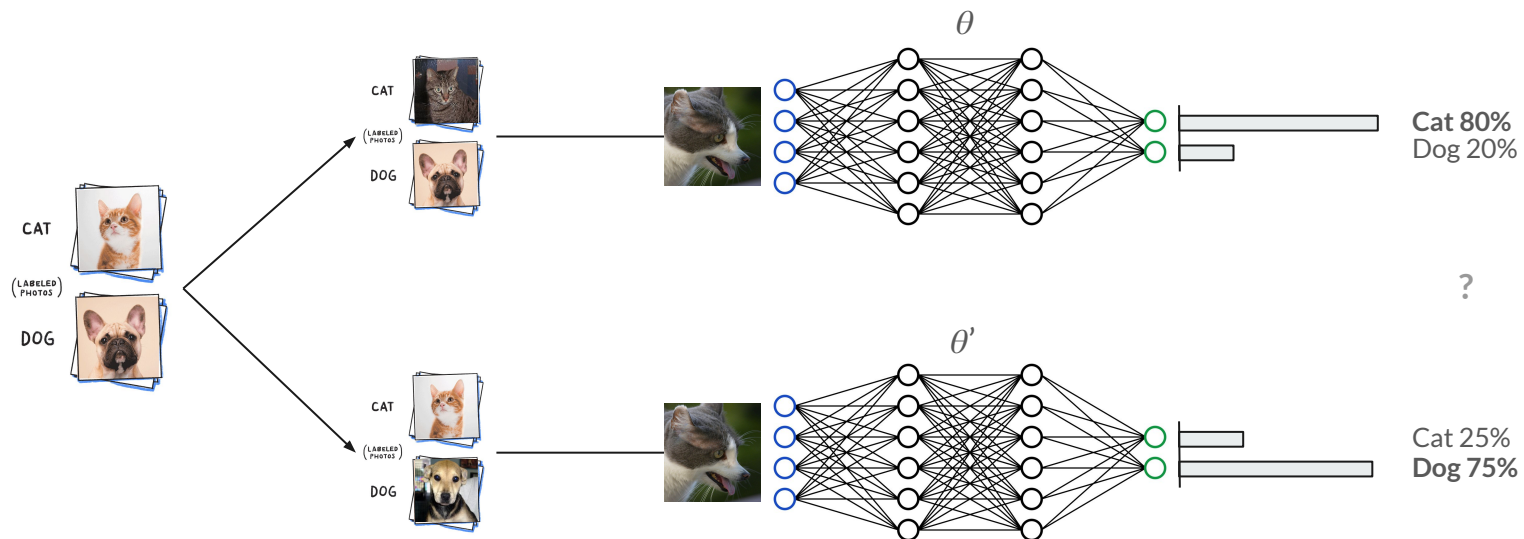 CAT
(LABELED
PHOTOS)
DOG
CAT
(LABELED
PHOTOS)
DOG
θ
Cat 80%
Dog 20%
?
CAT
(LABELED
PHOTOS)
DOG
θ’
Cat 25%
Dog 75%